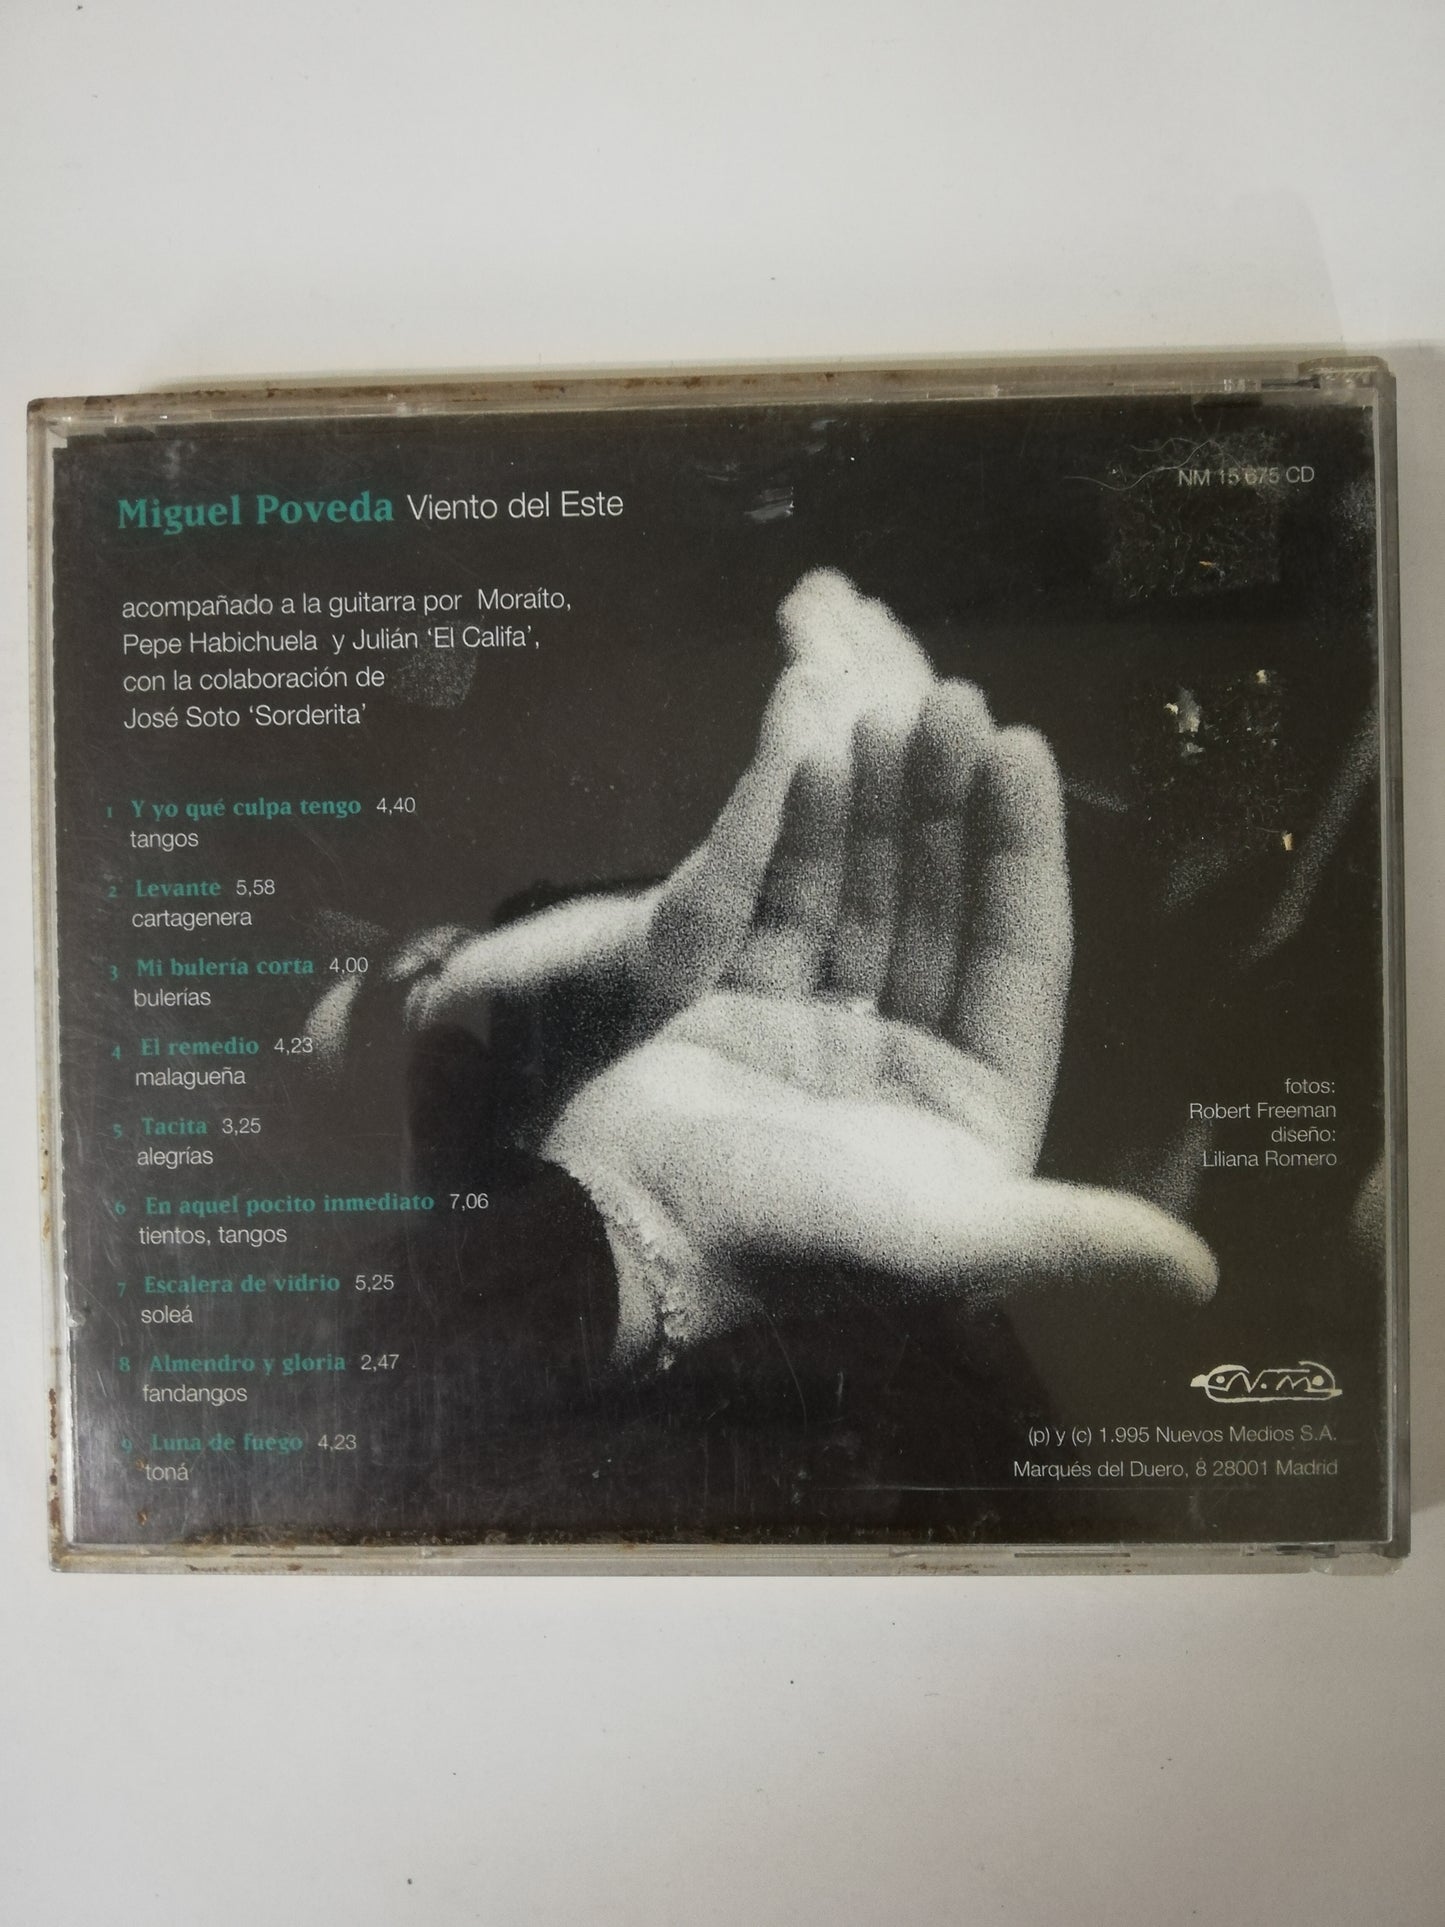 NM 15 675 CD
Miguel Poveda Viento del Este
acompañado a la guitarra por Moraíto,
Pepe Habichuela y Julián ‘El Califa’,
con la colaboración de
José Soto ‘Sorderita’
1 Y yo qué culpa tengo 4,40
tangos
2 Levante 5,58
cartagenera
3 Mi bulería corta 4,00
bulerías
4 El remedio 4,23
malagueña
5 Tacita 3,25
alegrías
6 En aquel pocito inmediato 7,06
tientos, tangos
7 Escalera de vidrio 5,25
soleá
8 Almendro y gloria 2,47
fandangos
9 Luna de fuego 4,23
toná
fotos:
Robert Freeman
diseño:
Liliana Romero
N.M
(p) y (c) 1.995 Nuevos Medios S.A.
Marqués del Duero, 8 28001 Madrid